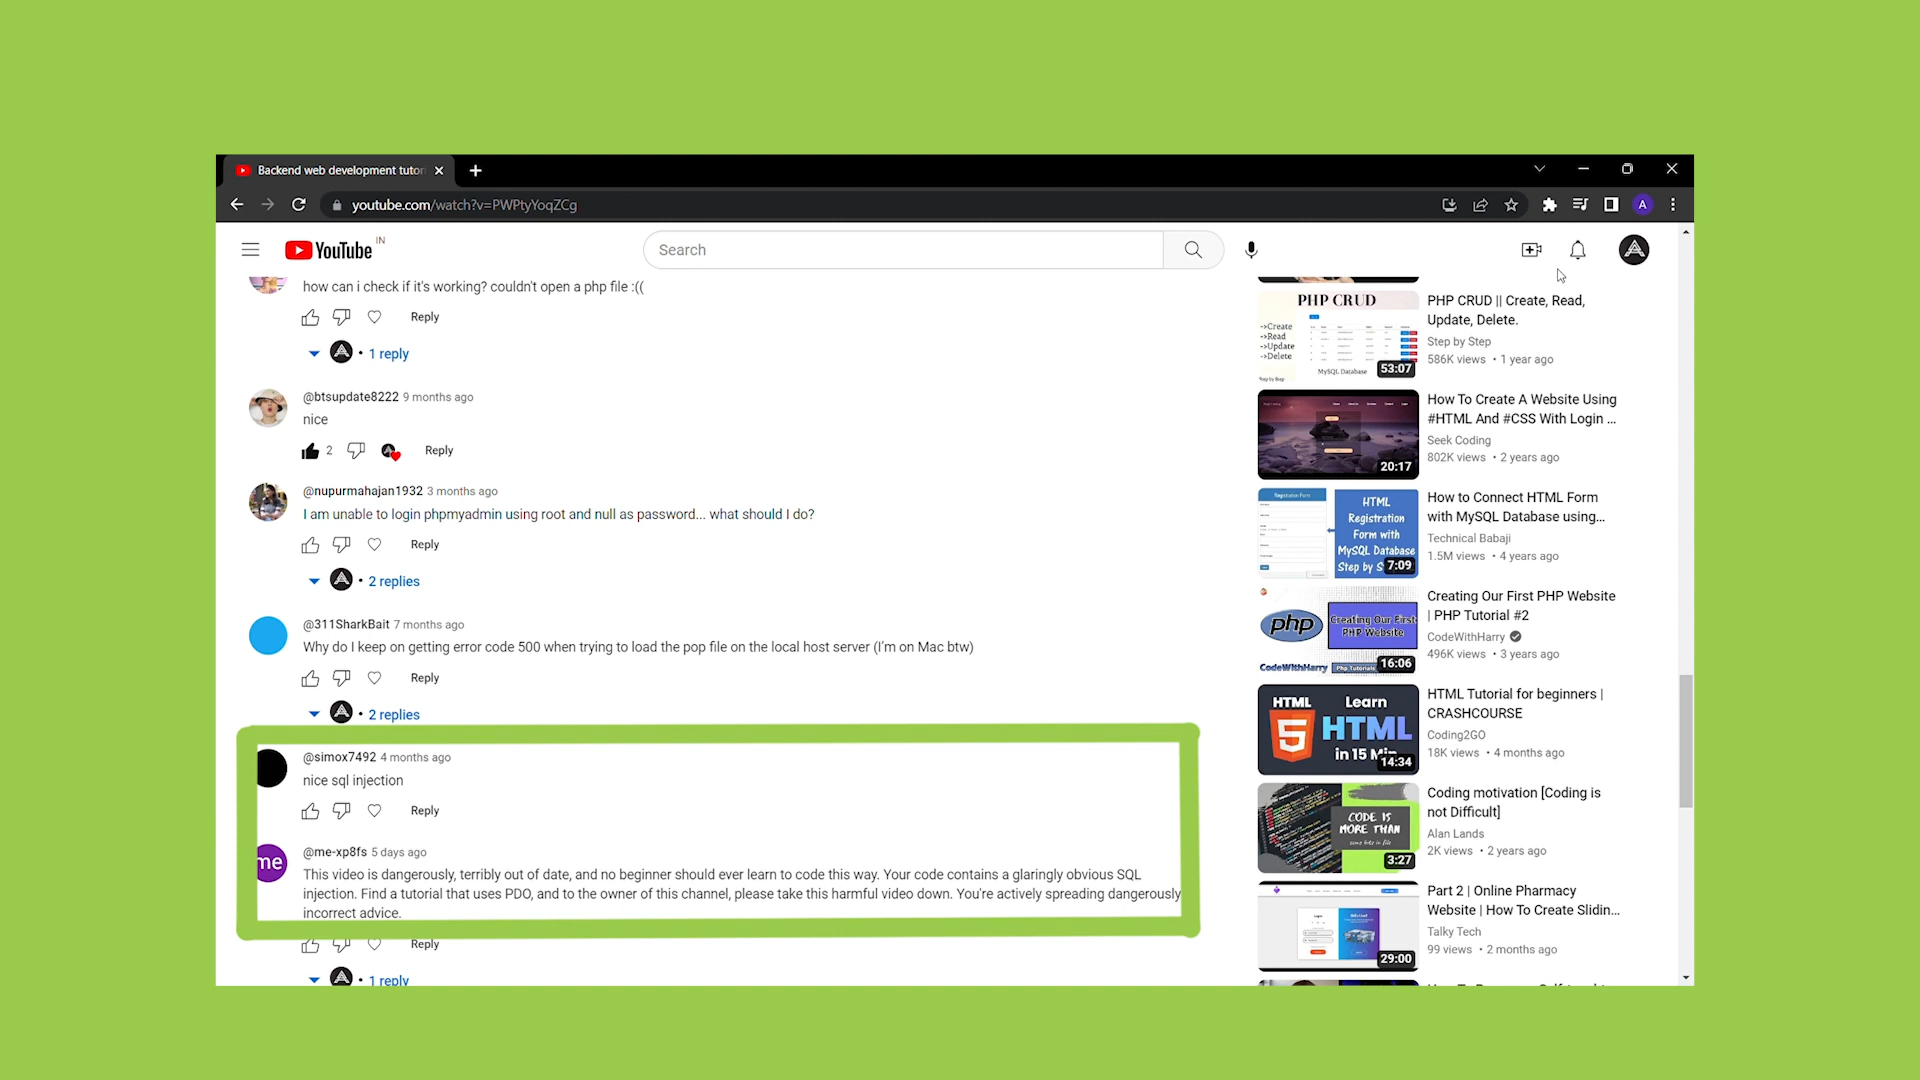 Backend web development tutor
youtube.com/watch?v=PWPtyYoqZCg
A
YouTube IN
Search
how can i check if it's working? couldn't open a php file :((
Reply
1 reply
@btsupdate8222 9 months ago
nice
2 Reply
@nupurmahajan1932 3 months ago
I am unable to login phpmyadmin using root and null as password... what should I do?
Reply
2 replies
@311SharkBait 7 months ago
Why do I keep on getting error code 500 when trying to load the pop file on the local host server (I'm on Mac btw)
Reply
2 replies
@simox7492 4 months ago
nice sql injection
Reply
me
@me-xp8fs 5 days ago
This video is dangerously, terribly out of date, and no beginner should ever learn to code this way. Your code contains a glaringly obvious SQL
injection. Find a tutorial that uses PDO, and to the owner of this channel, please take this harmful video down. You're actively spreading dangerously
incorrect advice.
Reply
1 reply
PHP CRUD
->Create
->Read
->Update
->Delete
MySQL Database
Step by Step
53:07
PHP CRUD || Create, Read,
Update, Delete.
Step by Step
586K views • 1 year ago
20:17
How To Create A Website Using
#HTML And #CSS With Login ...
Seek Coding
802K views • 2 years ago
Registration Form
HTML
Registration
Form with
MySQL Database
Step by S
7:09
How to Connect HTML Form
with MySQL Database using...
Technical Babaji
1.5M views • 4 years ago
php
Creating Our First
PHP Website
CodeWithHarry
Php Tutorials
16:06
Creating Our First PHP Website
| PHP Tutorial #2
CodeWithHarry
496K views • 3 years ago
HTML
5
Learn
HTML
in 15 Min
14:34
HTML Tutorial for beginners |
CRASHCOURSE
Coding2GO
18K views • 4 months ago
CODE IS
MORE THAN
some bits in file
3:27
Coding motivation [Coding is
not Difficult]
Alan Lands
2K views • 2 years ago
29:00
Part 2 | Online Pharmacy
Website | How To Create Slidin...
Talky Tech
99 views • 2 months ago